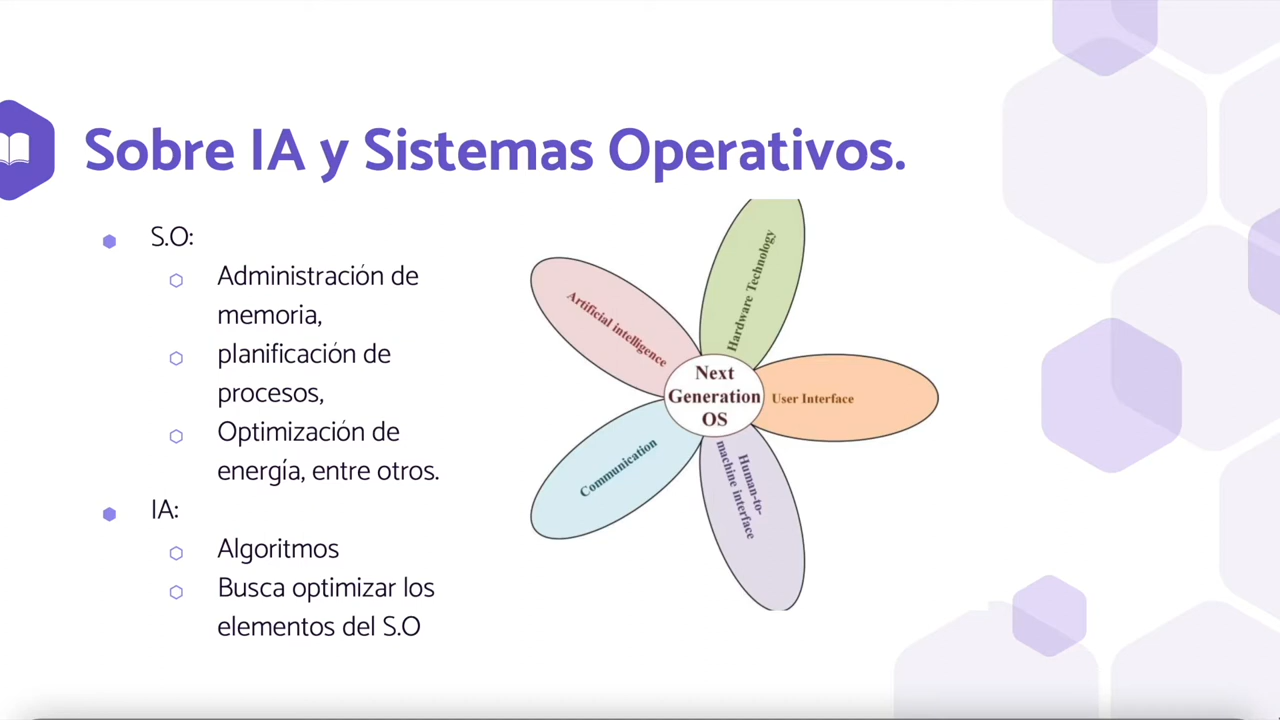 Sobre IA y Sistemas Operativos.
S.O:
Administración de
memoria,
planificación de
procesos,
Optimización de
energía, entre otros.
IA:
Algoritmos
Busca optimizar los
elementos del S.O
Hardware Technology
Artificial intelligence
Next
Generation
OS
User Interface
Communication
Human-to-
machine interface